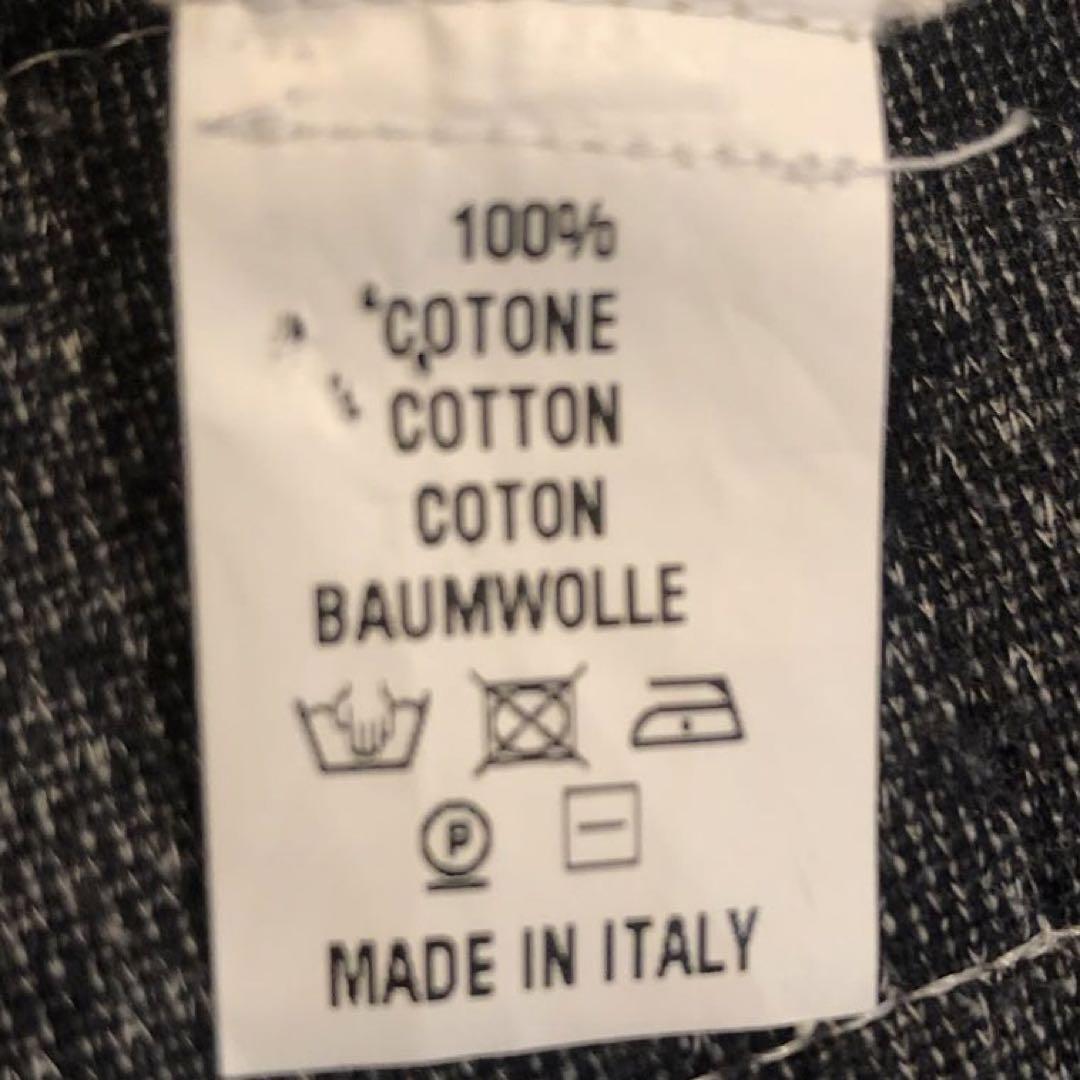 100%
COTONE
COTTON
COTON
BAUMWOLLE
P
MADE IN ITALY